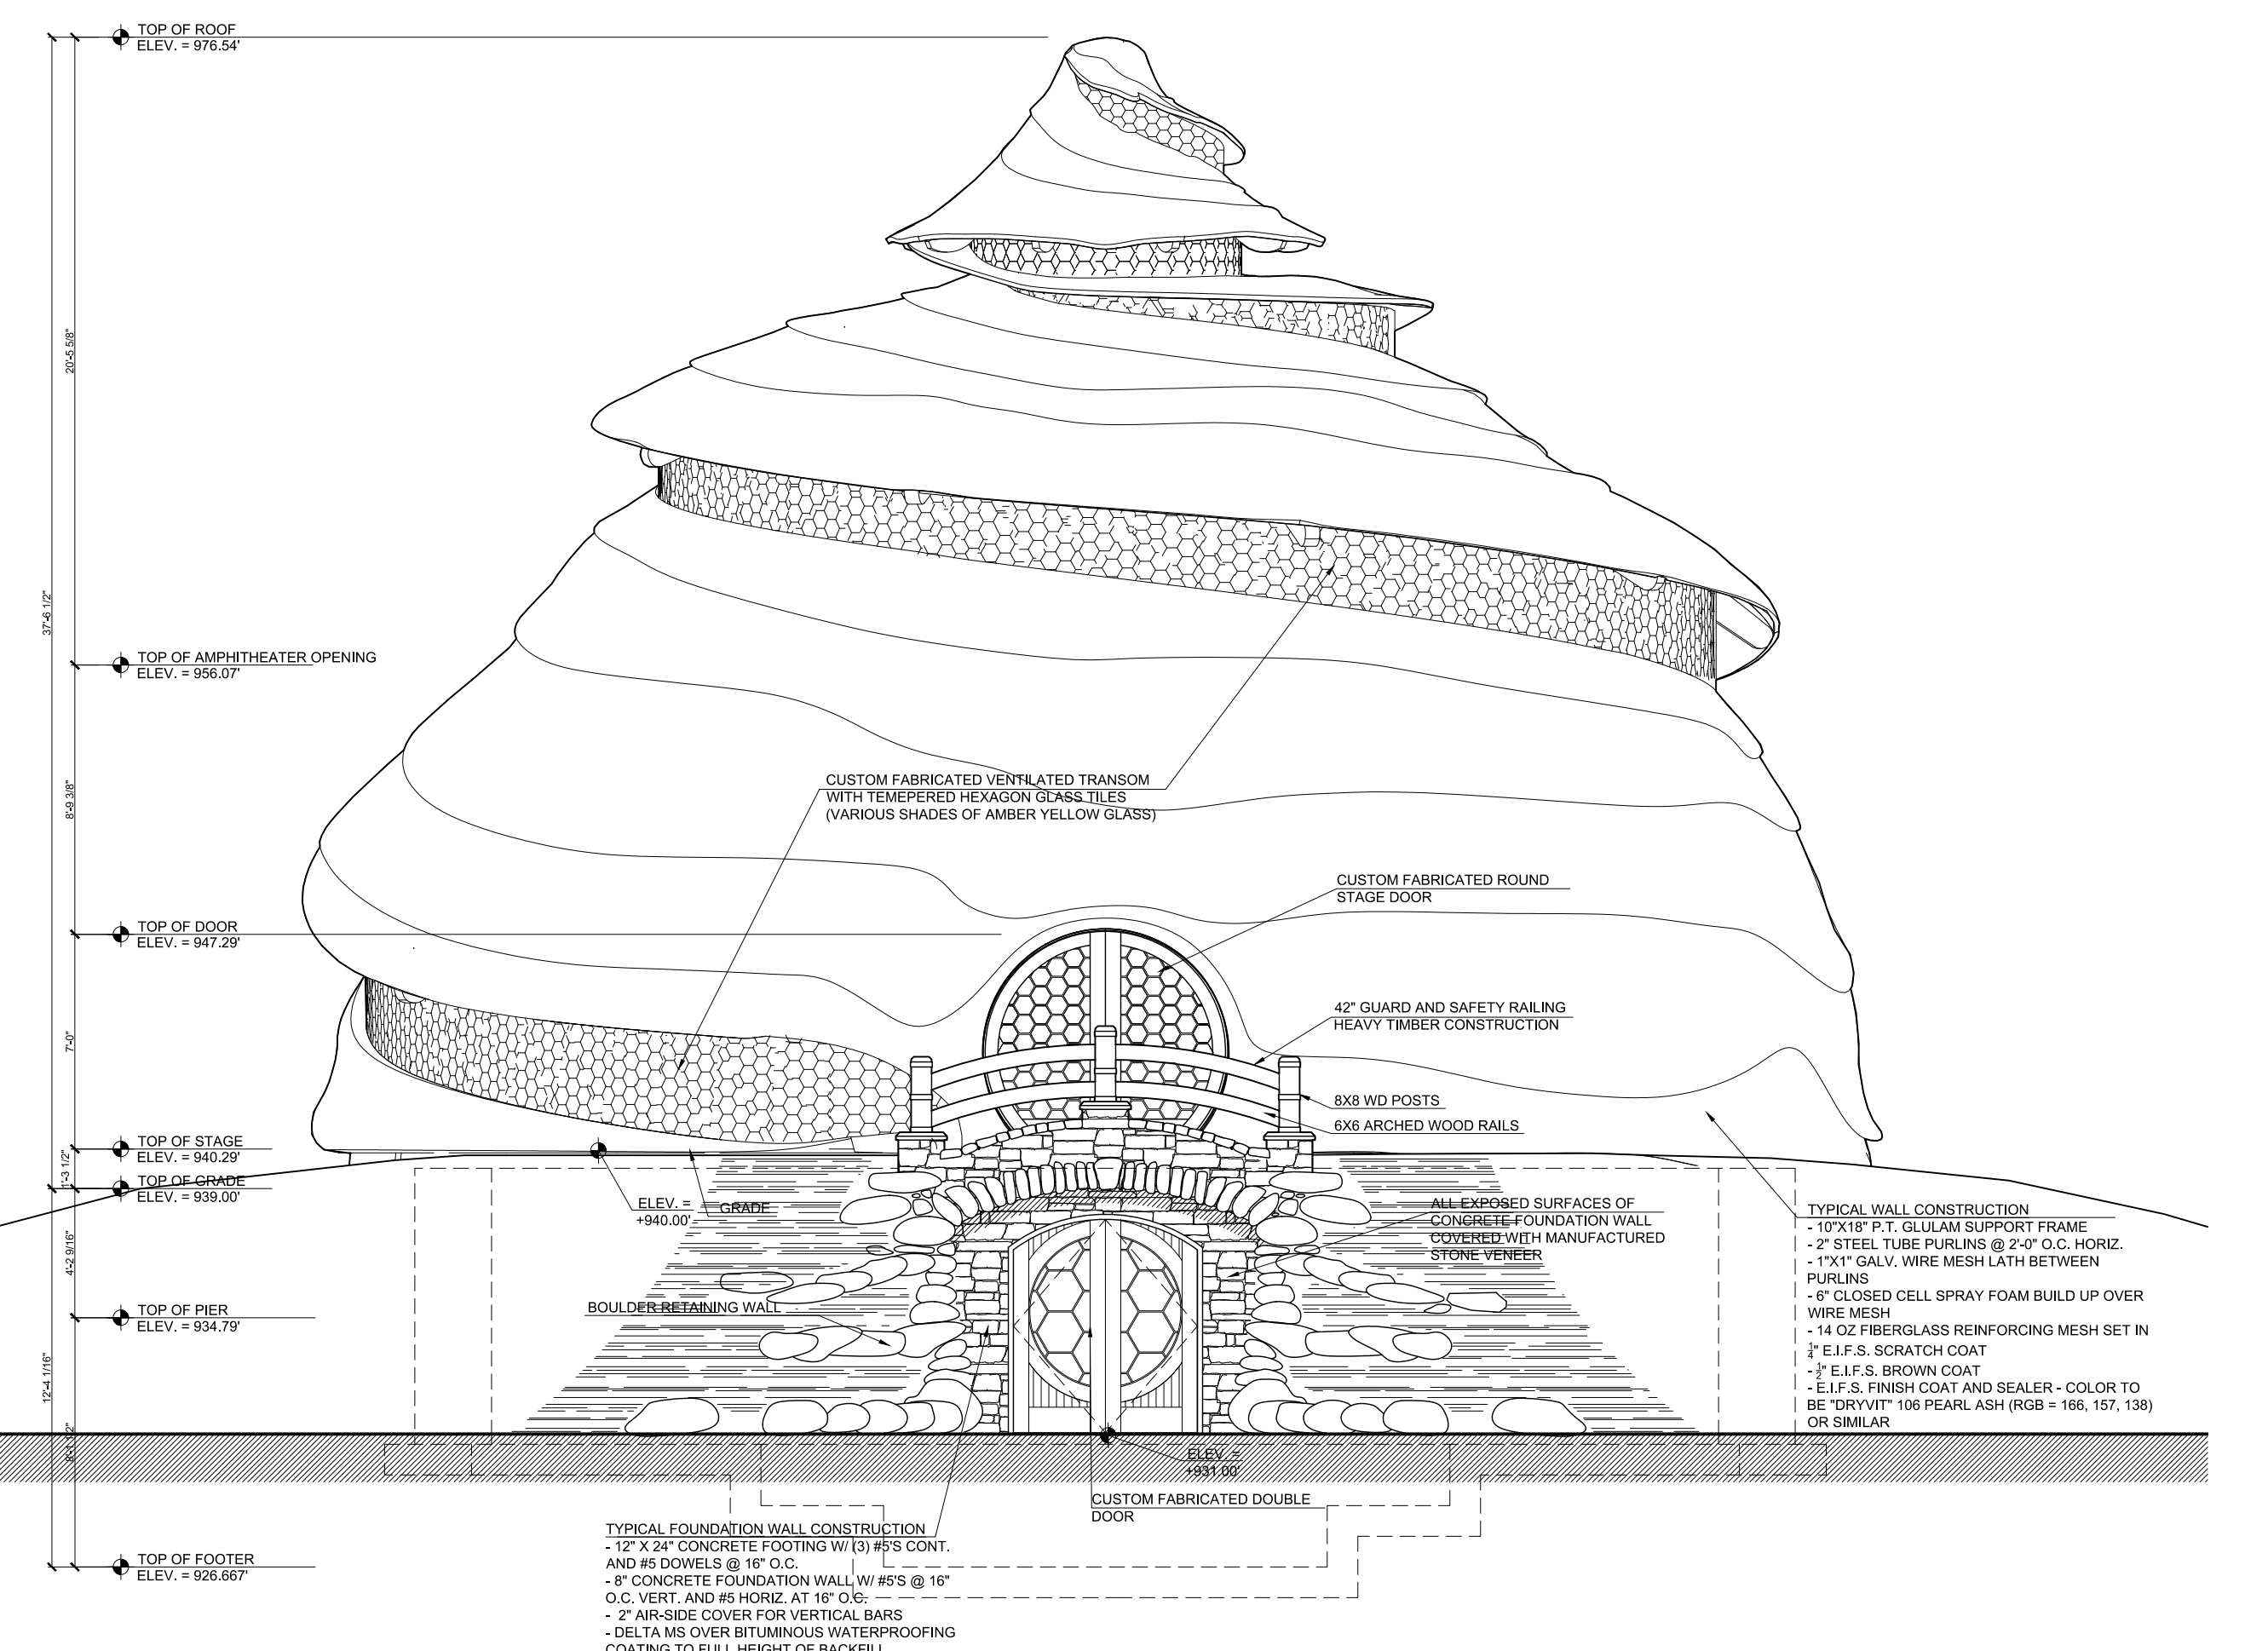 TOP OF ROOF
ELEV. = 976.54'
20'-5 5/8"
37'-6 1/2"
TOP OF AMPHITHEATER OPENING
ELEV. = 956.07'
8'-9 3/8"
CUSTOM FABRICATED VENTILATED TRANSOM
WITH TEMEPERED HEXAGON GLASS TILES
(VARIOUS SHADES OF AMBER YELLOW GLASS)
CUSTOM FABRICATED ROUND
STAGE DOOR
TOP OF DOOR
ELEV. = 947.29'
7'-0"
42" GUARD AND SAFETY RAILING
HEAVY TIMBER CONSTRUCTION
8X8 WD POSTS
6X6 ARCHED WOOD RAILS
TOP OF STAGE
ELEV. = 940.29'
1'-3 1/2"
TOP OF GRADE
ELEV. = 939.00'
ELEV. =
+940.00'
GRADE
ALL EXPOSED SURFACES OF
CONCRETE FOUNDATION WALL
COVERED WITH MANUFACTURED
STONE VENEER
TYPICAL WALL CONSTRUCTION
- 10"X18" P.T. GLULAM SUPPORT FRAME
- 2" STEEL TUBE PURLINS @ 2'-0" O.C. HORIZ.
- 1"X1" GALV. WIRE MESH LATH BETWEEN
PURLINS
- 6" CLOSED CELL SPRAY FOAM BUILD UP OVER
WIRE MESH
- 14 OZ FIBERGLASS REINFORCING MESH SET IN
1/4" E.I.F.S. SCRATCH COAT
- 1/2" E.I.F.S. BROWN COAT
- E.I.F.S. FINISH COAT AND SEALER - COLOR TO
BE "DRYVIT" 106 PEARL ASH (RGB = 166, 157, 138)
OR SIMILAR
4'-2 9/16"
BOULDER RETAINING WALL
TOP OF PIER
ELEV. = 934.79'
12'-4 1/16"
8'-1 1/2"
ELEV. =
+931.00'
CUSTOM FABRICATED DOUBLE
DOOR
TOP OF FOOTER
ELEV. = 926.667'
TYPICAL FOUNDATION WALL CONSTRUCTION
- 12" X 24" CONCRETE FOOTING W/ (3) #5'S CONT.
AND #5 DOWELS @ 16" O.C.
- 8" CONCRETE FOUNDATION WALL W/ #5'S @ 16"
O.C. VERT. AND #5 HORIZ. AT 16" O.C.
- 2" AIR-SIDE COVER FOR VERTICAL BARS
- DELTA MS OVER BITUMINOUS WATERPROOFING
COATING TO FULL HEIGHT OF BACKFILL